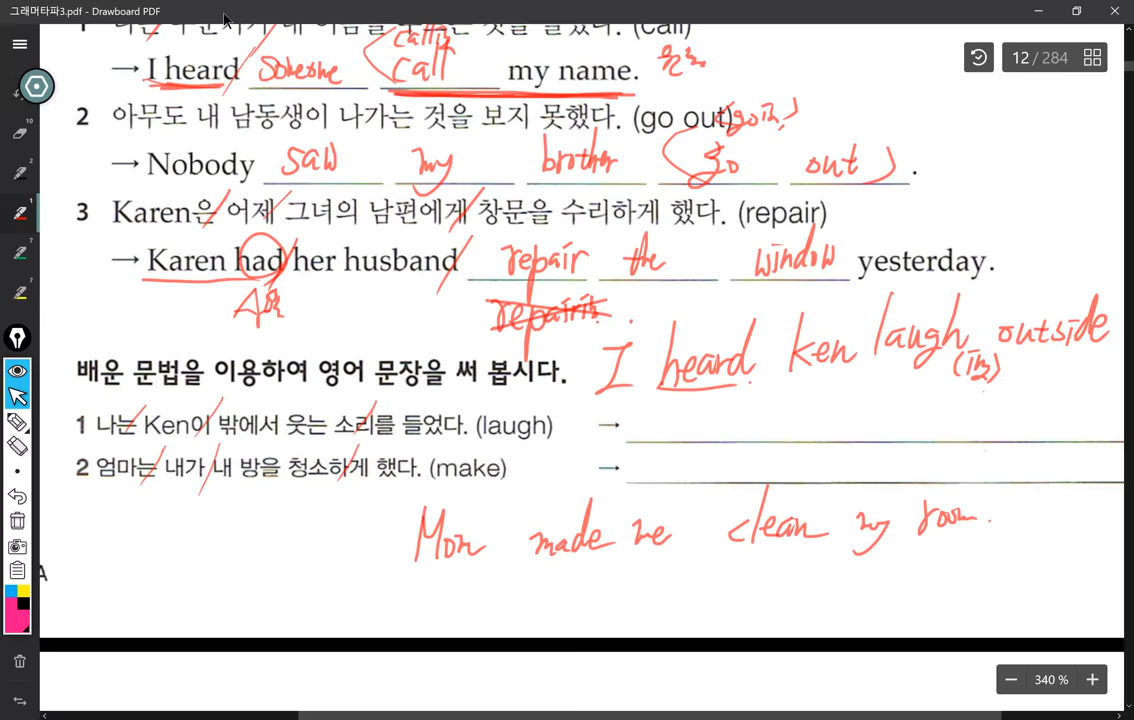 그래머타파3.pdf - Drawboard PDF
12 / 284
calling
→ I heard someone call my name.
2 아무도 내 남동생이 나가는 것을 보지 못했다. (go out)
→ Nobody saw my brother go out.
3 Karen은 어제 그녀의 남편에게 창문을 수리하게 했다. (repair)
→ Karen had her husband repair the window yesterday.
배운 문법을 이용하여 영어 문장을 써 봅시다.
I heard ken laugh outside
(ing)
1 나는 Ken이 밖에서 웃는 소리를 들었다. (laugh) →
2 엄마는 내가 내 방을 청소하게 했다. (make) →
Mom made me clean my room.
A
340 %